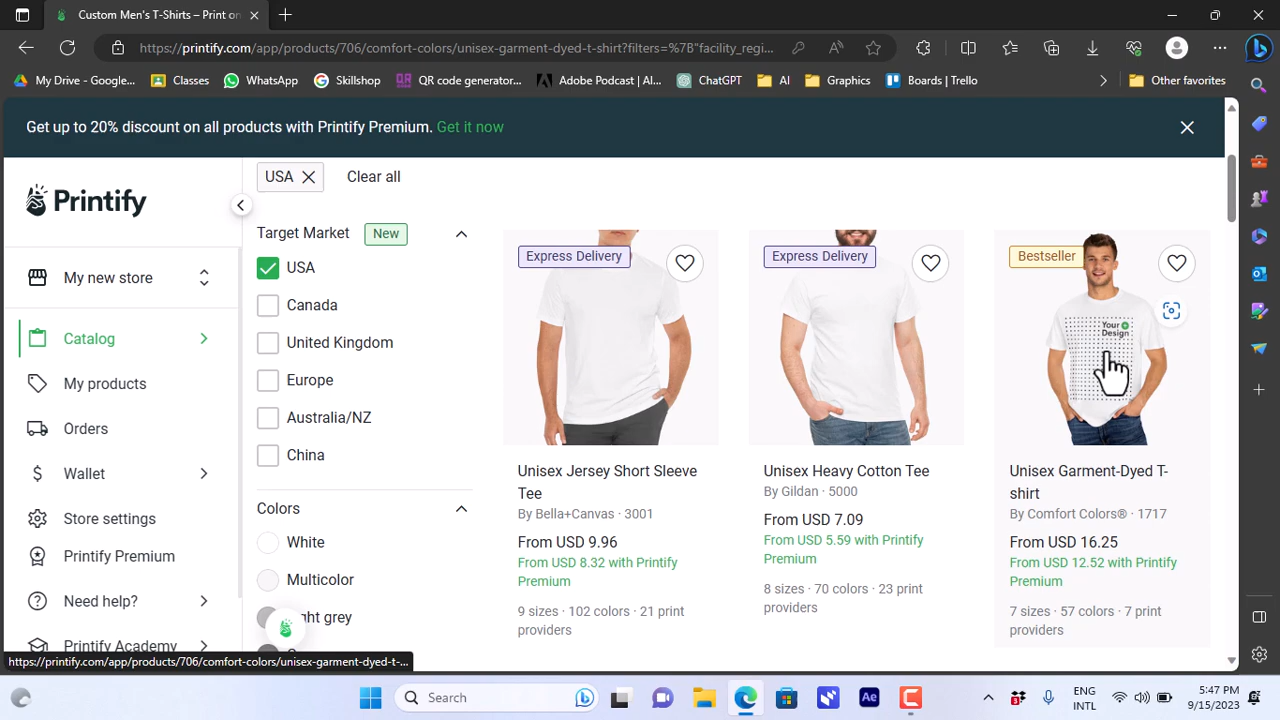 Custom Men's T-Shirts – Print on
https://printify.com/app/products/706/comfort-colors/unisex-garment-dyed-t-shirt?filters=%7B"facility_regi...
My Drive - Google...
Classes
WhatsApp
Skillshop
QR code generator...
Adobe Podcast | AI...
ChatGPT
AI
Graphics
Boards | Trello
Other favorites
Get up to 20% discount on all products with Printify Premium. Get it now
Printify
My new store
Catalog
My products
Orders
Wallet
Store settings
Printify Premium
Need help?
Printify Academy
USA
Clear all
Target Market
New
USA
Canada
United Kingdom
Europe
Australia/NZ
China
Colors
White
Multicolor
ght grey
Express Delivery
Unisex Jersey Short Sleeve
Tee
By Bella+Canvas · 3001
From USD 9.96
From USD 8.32 with Printify
Premium
9 sizes · 102 colors · 21 print
providers
Express Delivery
Unisex Heavy Cotton Tee
By Gildan · 5000
From USD 7.09
From USD 5.59 with Printify
Premium
8 sizes · 70 colors · 23 print
providers
Bestseller
Your
Design
Unisex Garment-Dyed T-
shirt
By Comfort Colors® · 1717
From USD 16.25
From USD 12.52 with Printify
Premium
7 sizes · 57 colors · 7 print
providers
https://printify.com/app/products/706/comfort-colors/unisex-garment-dyed-t-...
Search
Ae
3
ENG
INTL
5:47 PM
9/15/2023